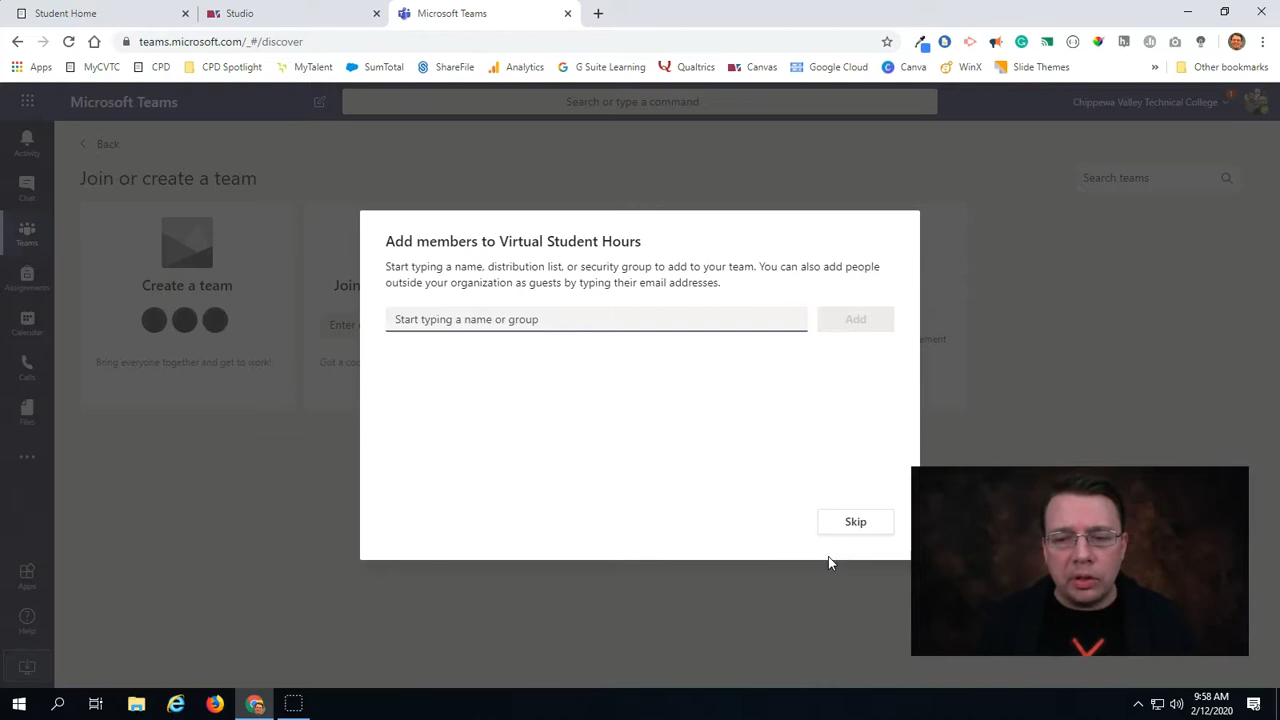 Student Home
Studio
Microsoft Teams
teams.microsoft.com/_#/discover
Apps
MyCVTC
CPD
CPD Spotlight
MyTalent
SumTotal
ShareFile
Analytics
G Suite Learning
Qualtrics
Canvas
Google Cloud
Canva
WinX
Slide Themes
Other bookmarks
Microsoft Teams
Search or type a command
Chippewa Valley Technical College
Activity
Chat
Teams
Assignments
Calendar
Calls
Files
Apps
Help
Back
Join or create a team
Search teams
Create a team
Bring everyone together and get to work!
Join
Enter
Got a co
ement
Add members to Virtual Student Hours
Start typing a name, distribution list, or security group to add to your team. You can also add people
outside your organization as guests by typing their email addresses.
Start typing a name or group
Add
Skip
9:58 AM
2/12/2020